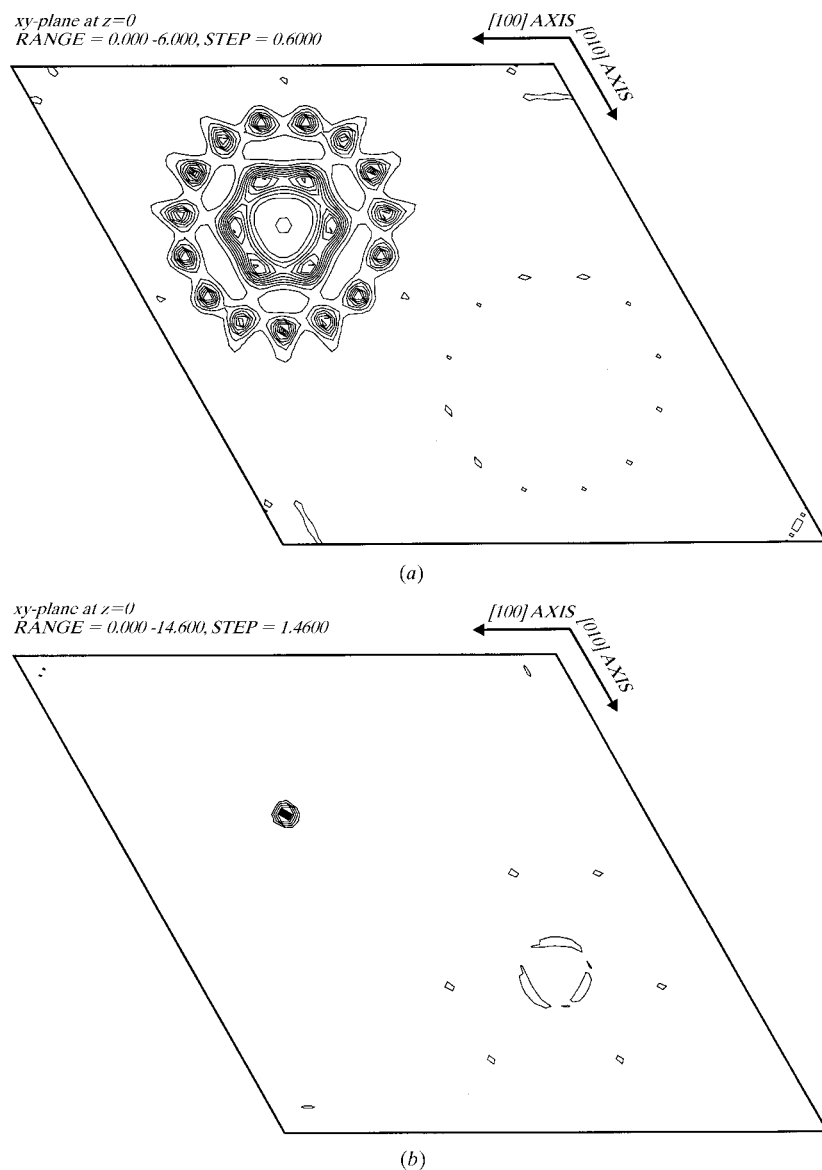 xy-plane at z=0
RANGE = 0.000 -6.000, STEP = 0.6000
[100] AXIS
[010] AXIS
(a)
xy-plane at z=0
RANGE = 0.000 -14.600, STEP = 1.4600
[100] AXIS
[010] AXIS
(b)